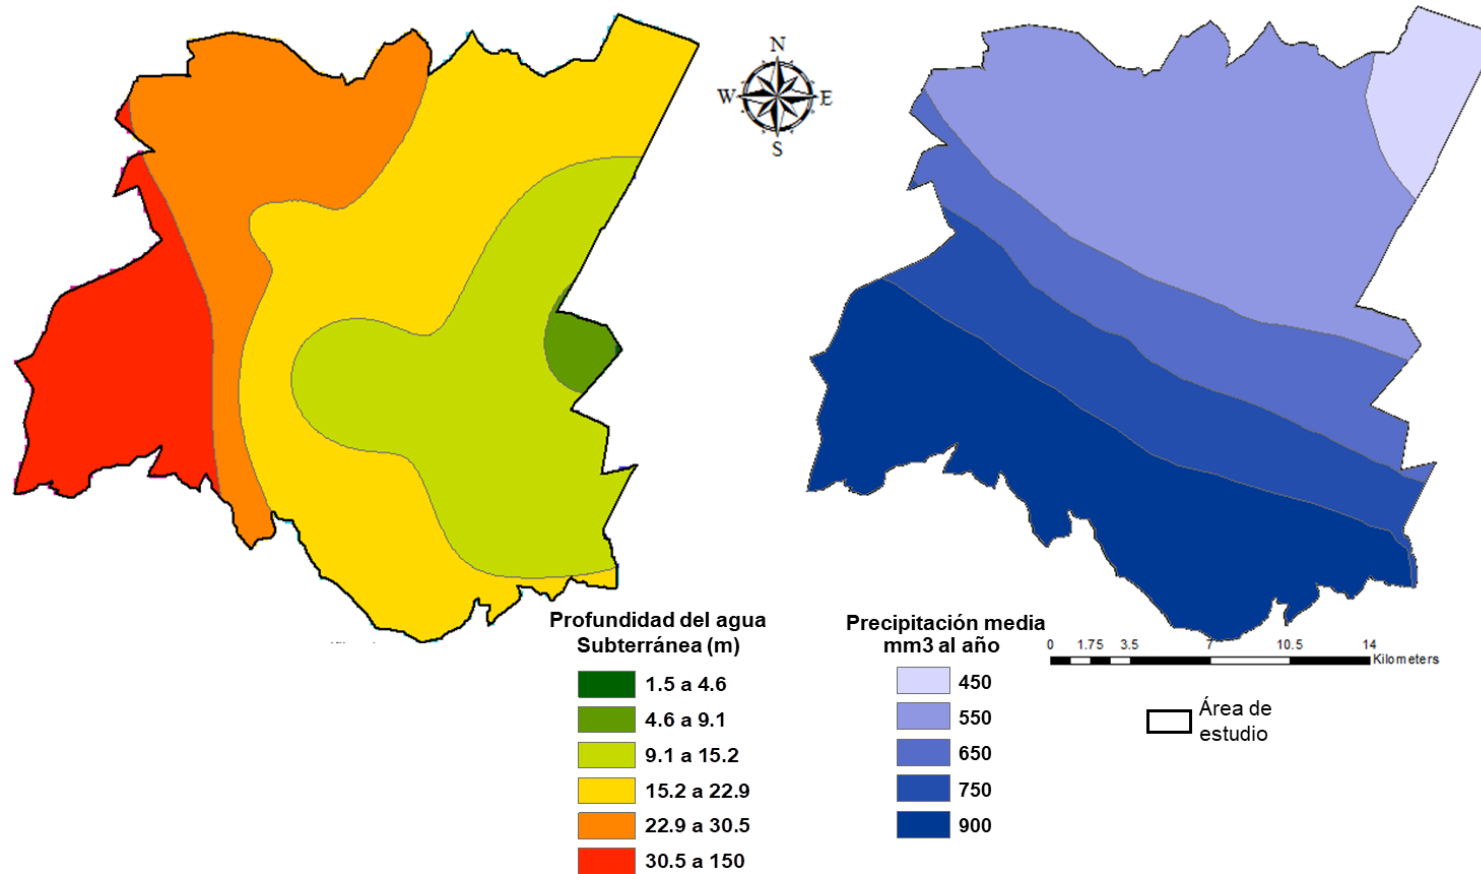 N
W
E
S
Profundidad del agua
Subterránea (m)
1.5 a 4.6
4.6 a 9.1
9.1 a 15.2
15.2 a 22.9
22.9 a 30.5
30.5 a 150
Precipitación media
mm3 al año
450
550
650
750
900
0 1.75 3.5 7 10.5 14
Kilometers
Área de
estudio